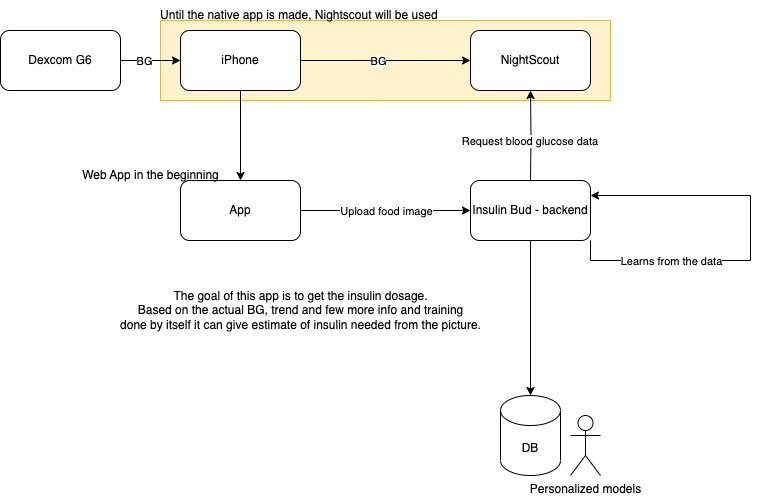 Until the native app is made, Nightscout will be used
Dexcom G6
BG
iPhone
BG
NightScout
Request blood glucose data
Web App in the beginning
App
Upload food image
Insulin Bud - backend
Learns from the data
The goal of this app is to get the insulin dosage.
Based on the actual BG, trend and few more info and training
done by itself it can give estimate of insulin needed from the picture.
DB
Personalized models